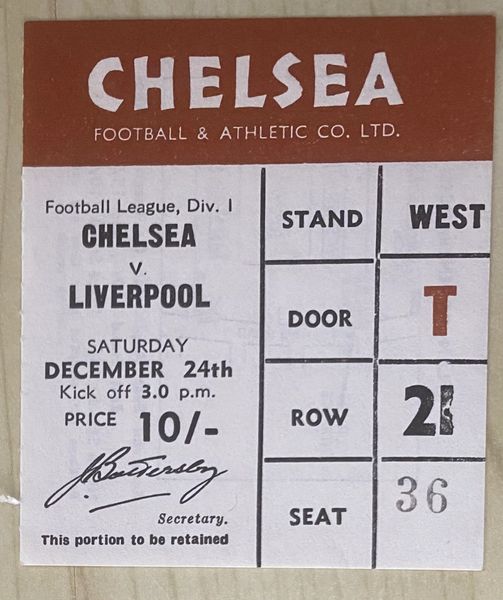 CHELSEA
FOOTBALL & ATHLETIC CO. LTD.
Football League, Div. I
CHELSEA
v.
LIVERPOOL
SATURDAY
DECEMBER 24th
Kick off 3.0 p.m.
PRICE 10/-
J Battersby
Secretary.
This portion to be retained
STAND WEST
DOOR T
ROW 21
SEAT 36